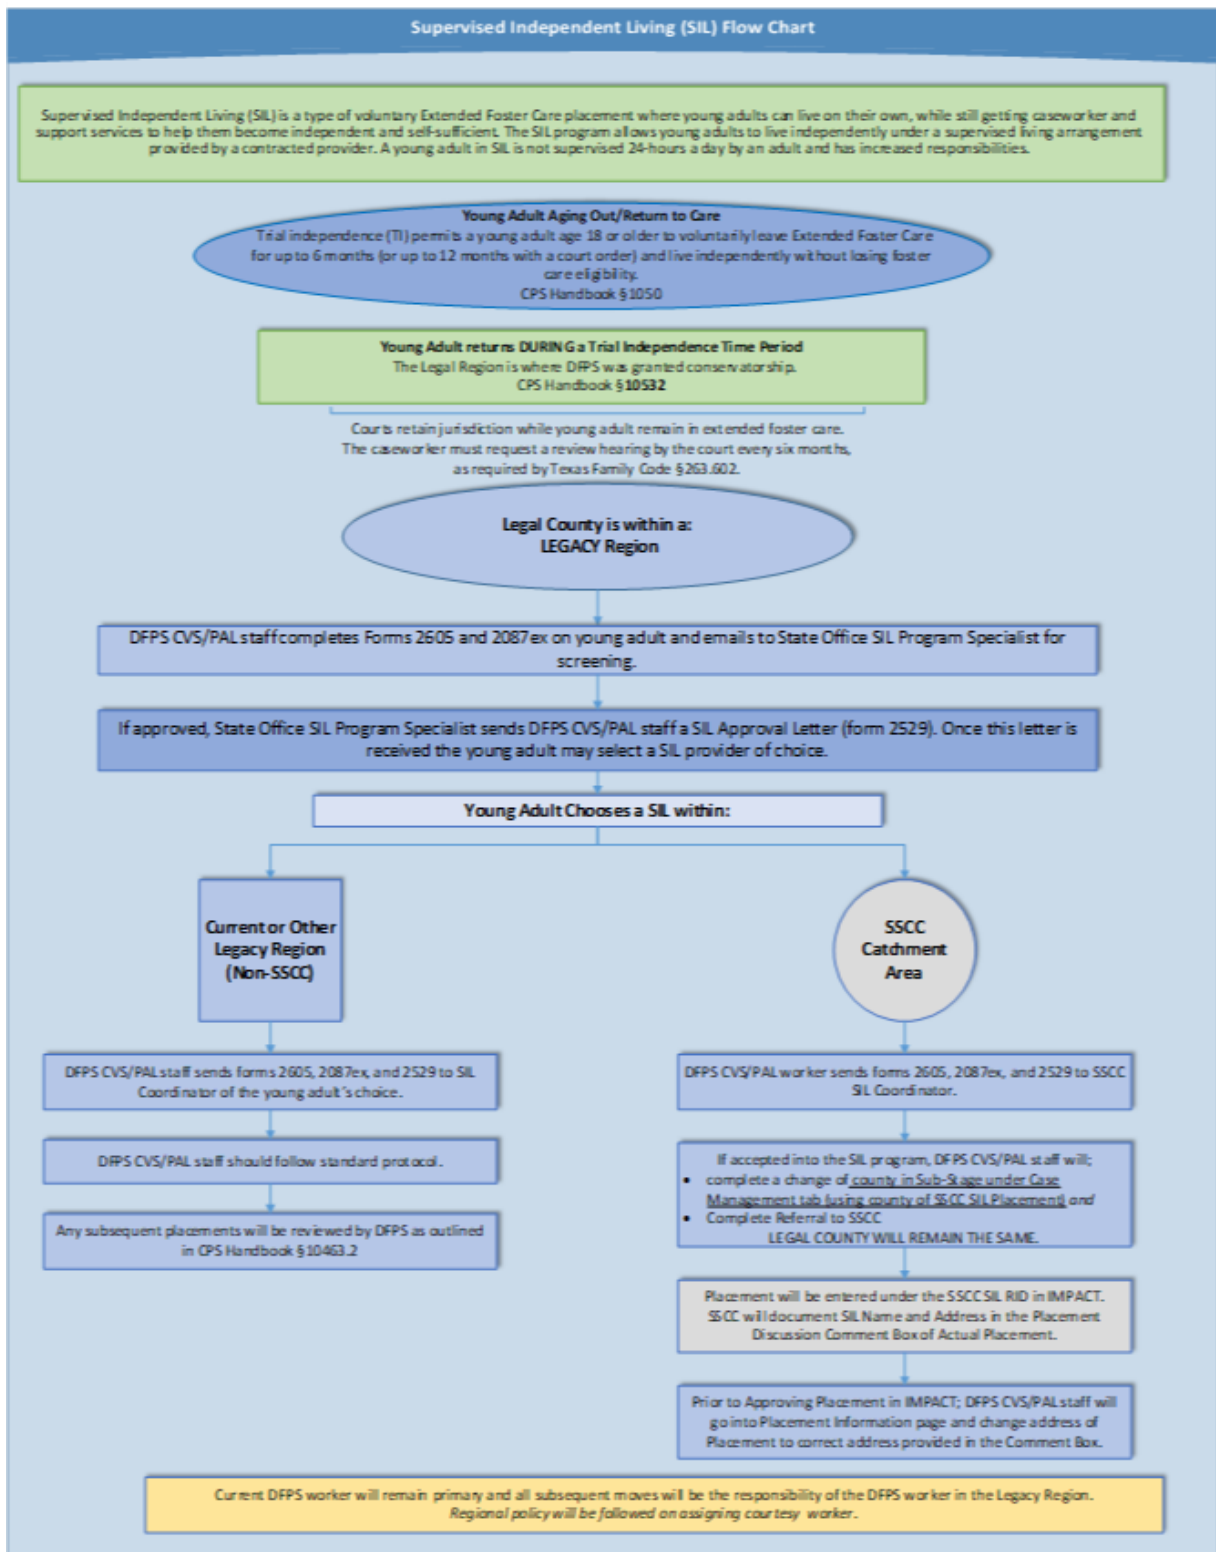 Supervised Independent Living (SIL) Flow Chart
Supervised Independent Living (SIL) is a type of voluntary Extended Foster Care placement where young adults can live on their own, while still getting caseworker and
support services to help them become independent and self-sufficient. The SIL program allows young adults to live independently under a supervised living arrangement
provided by a contracted provider. A young adult in SIL is not supervised 24-hours a day by an adult and has increased responsibilities.
Young Adult Aging Out/Return to Care
Trial independence (TI) permits a young adult age 18 or older to voluntarily leave Extended Foster Care
for up to 6 months (or up to 12 months with a court order) and live independently without losing foster
care eligibility.
CPS Handbook §1050
Young Adult returns DURING a Trial Independence Time Period
The Legal Region is where DFPS was granted conservatorship.
CPS Handbook §10532
Courts retain jurisdiction while young adult remain in extended foster care.
The caseworker must request a review hearing by the court every six months,
as required by Texas Family Code §263.602.
Legal County is within a:
LEGACY Region
DFPS CVS/PAL staff completes Forms 2605 and 2087ex on young adult and emails to State Office SIL Program Specialist for
screening.
If approved, State Office SIL Program Specialist sends DFPS CVS/PAL staff a SIL Approval Letter (form 2529). Once this letter is
received the young adult may select a SIL provider of choice.
Young Adult Chooses a SIL within:
Current or Other
Legacy Region
(Non-SSCC)
DFPS CVS/PAL staff sends forms 2605, 2087ex, and 2529 to SIL
Coordinator of the young adult's choice.
DFPS CVS/PAL staff should follow standard protocol.
Any subsequent placements will be reviewed by DFPS as outlined
in CPS Handbook §10463.2
SSCC
Catchment
Area
DFPS CVS/PAL worker sends forms 2605, 2087ex, and 2529 to SSCC
SIL Coordinator.
If accepted into the SIL program, DFPS CVS/PAL staff will;
• complete a change of county in Sub-Stage under Case
Management tab (using county of SSCC SIL Placement) and
• Complete Referral to SSCC
LEGAL COUNTY WILL REMAIN THE SAME.
Placement will be entered under the SSCC SIL RID in IMPACT.
SSCC will document SIL Name and Address in the Placement
Discussion Comment Box of Actual Placement.
Prior to Approving Placement in IMPACT; DFPS CVS/PAL staff will
go into Placement Information page and change address of
Placement to correct address provided in the Comment Box.
Current DFPS worker will remain primary and all subsequent moves will be the responsibility of the DFPS worker in the Legacy Region.
Regional policy will be followed on assigning courtesy worker.